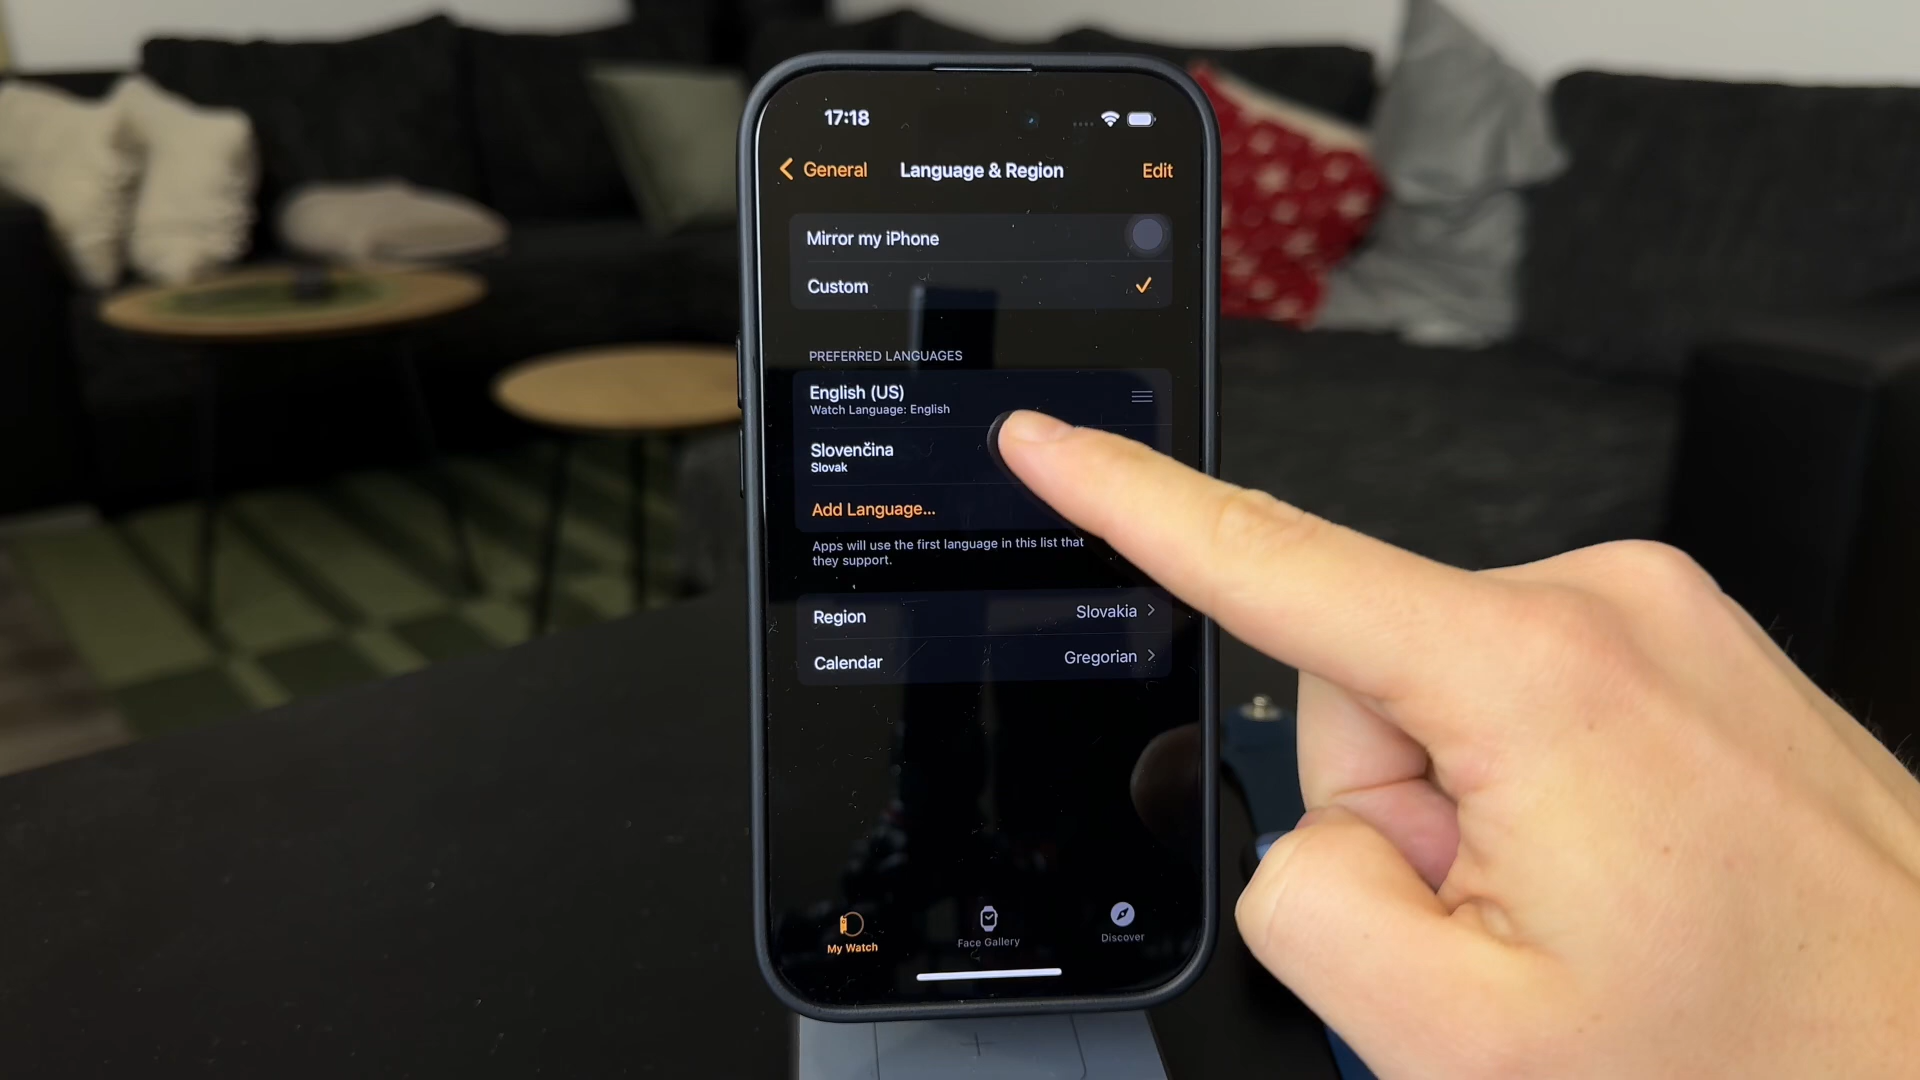 17:18
General
Language & Region
Edit
Mirror my iPhone
Custom
PREFERRED LANGUAGES
English (US)
Watch Language: English
Slovenčina
Slovak
Add Language...
Apps will use the first language in this list that
they support.
Region
Slovakia
Calendar
Gregorian
My Watch
Face Gallery
Discover